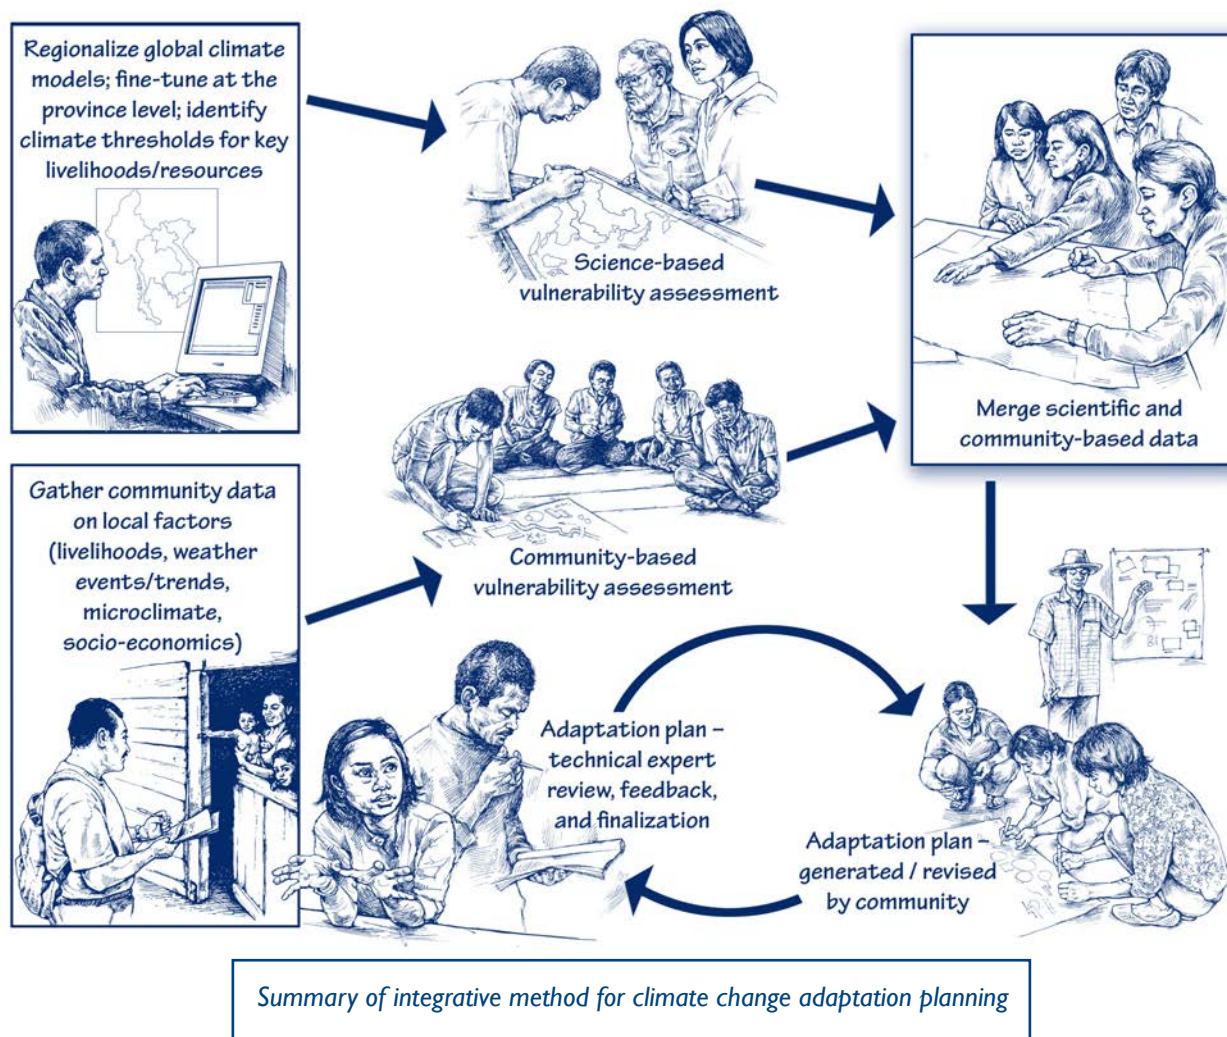 Regionalize global climate
models; fine-tune at the
province level; identify
climate thresholds for key
livelihoods/resources
Science-based
vulnerability assessment
Merge scientific and
community-based data
Gather community data
on local factors
(livelihoods, weather
events/trends,
microclimate,
socio-economics)
Community-based
vulnerability assessment
Adaptation plan –
technical expert
review, feedback,
and finalization
Adaptation plan –
generated / revised
by community
Summary of integrative method for climate change adaptation planning